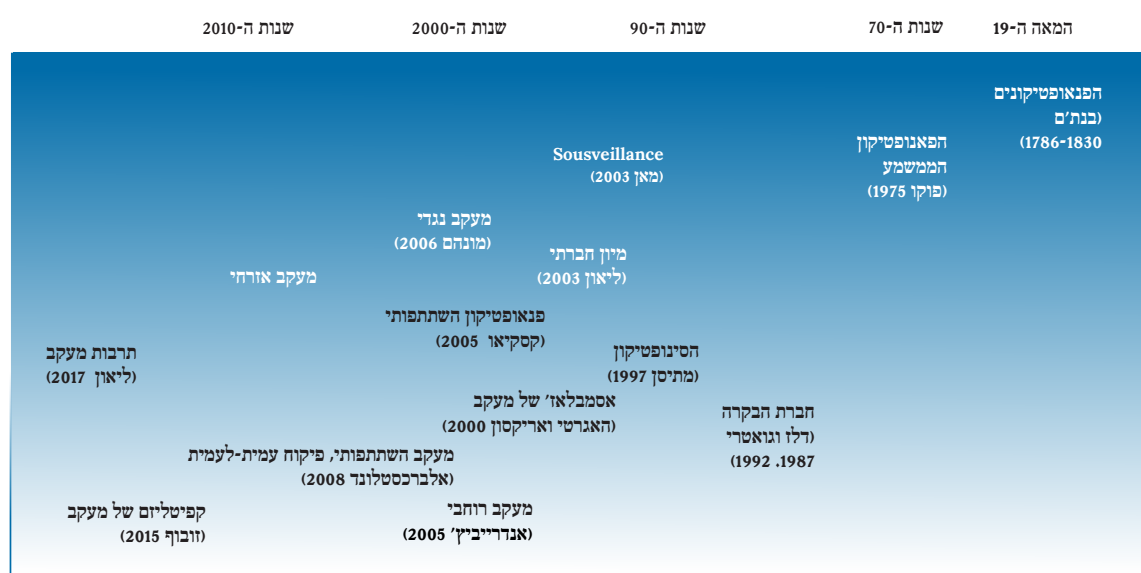 המאה ה-19
שנות ה-70
שנות ה-90
שנות ה-2000
שנות ה-2010
הפנאופטיקונים
(בנת'ם
1786-1830)
הפאנופטיקון
הממשמע
(פוקו 1975)
Sousveillance
(מאן 2003)
מעקב נגדי
(מונהם 2006)
מיון חברתי
(ליאון 2003)
מעקב אזרחי
פנאופטיקון השתתפותי
(קסקיאו 2005)
הסינופטיקון
(מתיסן 1997)
תרבות מעקב
(ליאון 2017)
אסמבלאז' של מעקב
(האגרטי ואריקסון 2000)
חברת הבקרה
(דלז וגואטרי
1987. 1992)
מעקב השתתפותי, פיקוח עמית-לעמית
(אלברכסטלונד 2008)
מעקב רוחבי
(אנדרייביץ' 2005)
קפיטליזם של מעקב
(זובוף 2015)